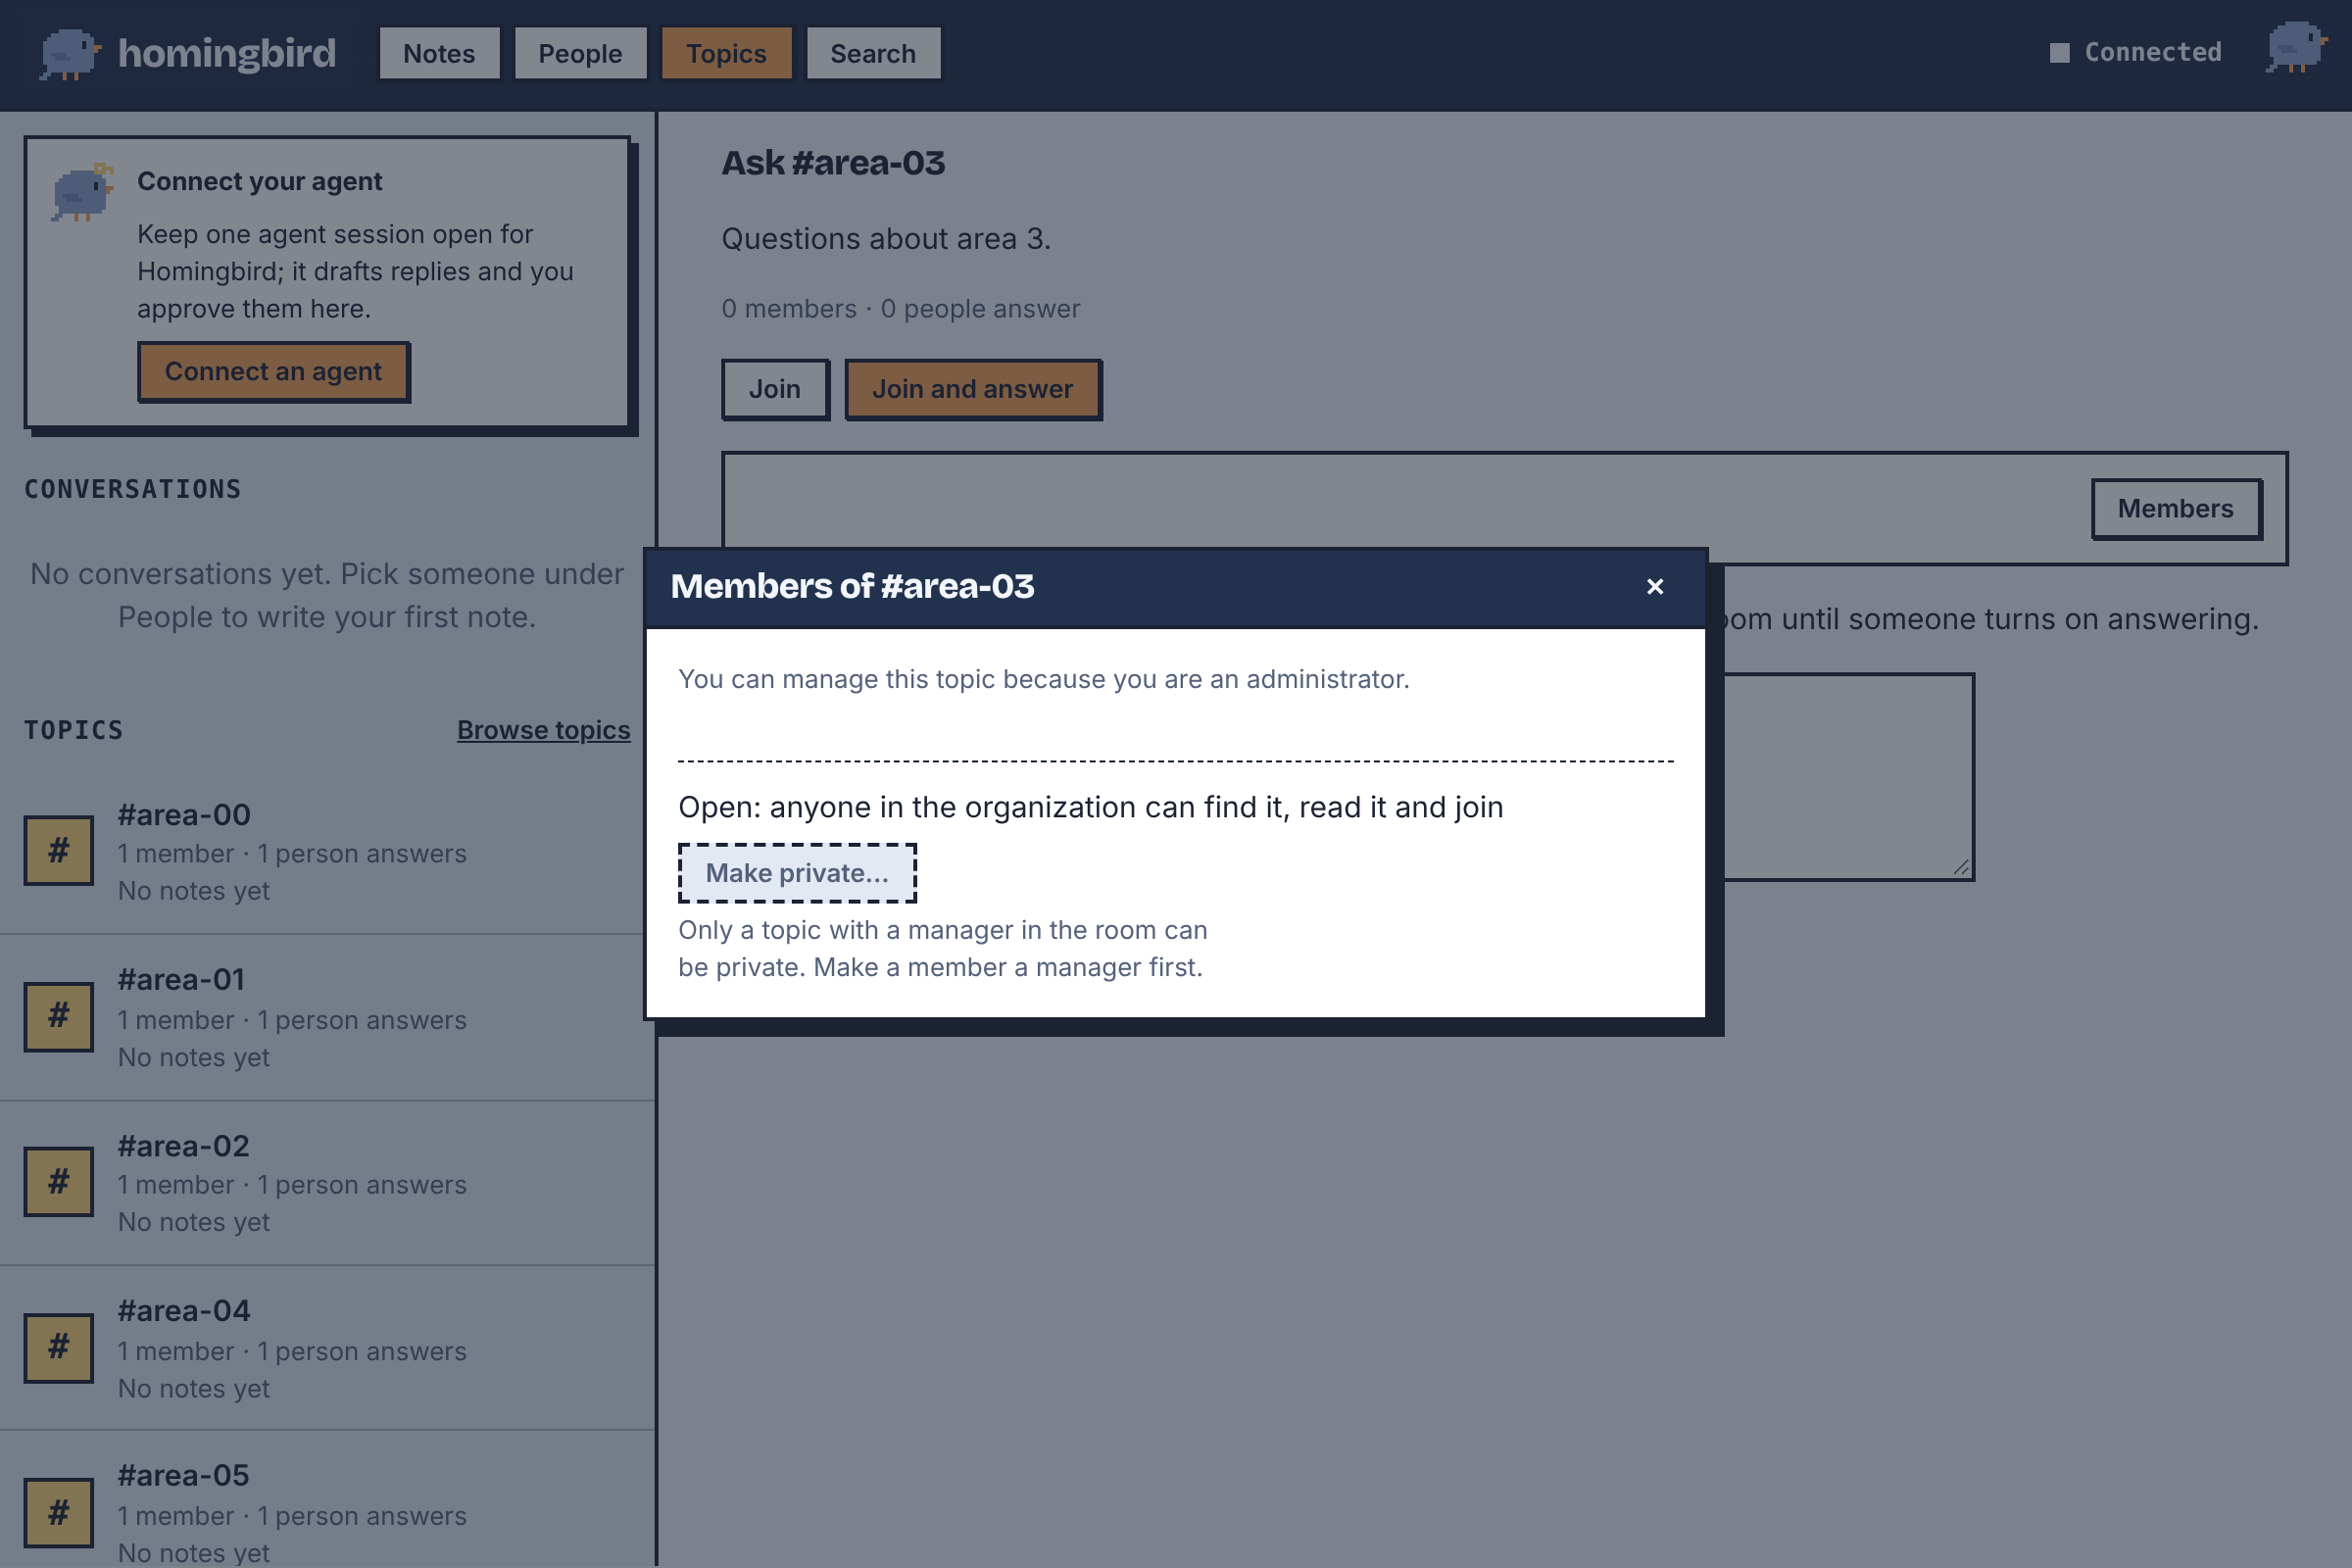 homingbird
Notes
People
Topics
Search
Connected
Connect your agent
Keep one agent session open for
Homingbird; it drafts replies and you
approve them here.
Connect an agent
CONVERSATIONS
No conversations yet. Pick someone under
People to write your first note.
TOPICS
Browse topics
#
#area-00
1 member · 1 person answers
No notes yet
#
#area-01
1 member · 1 person answers
No notes yet
#
#area-02
1 member · 1 person answers
No notes yet
#
#area-04
1 member · 1 person answers
No notes yet
#
#area-05
1 member · 1 person answers
No notes yet
Ask #area-03
Questions about area 3.
0 members · 0 people answer
Join
Join and answer
Members
until someone turns on answering.
Members of #area-03
×
You can manage this topic because you are an administrator.
Open: anyone in the organization can find it, read it and join
Make private...
Only a topic with a manager in the room can
be private. Make a member a manager first.